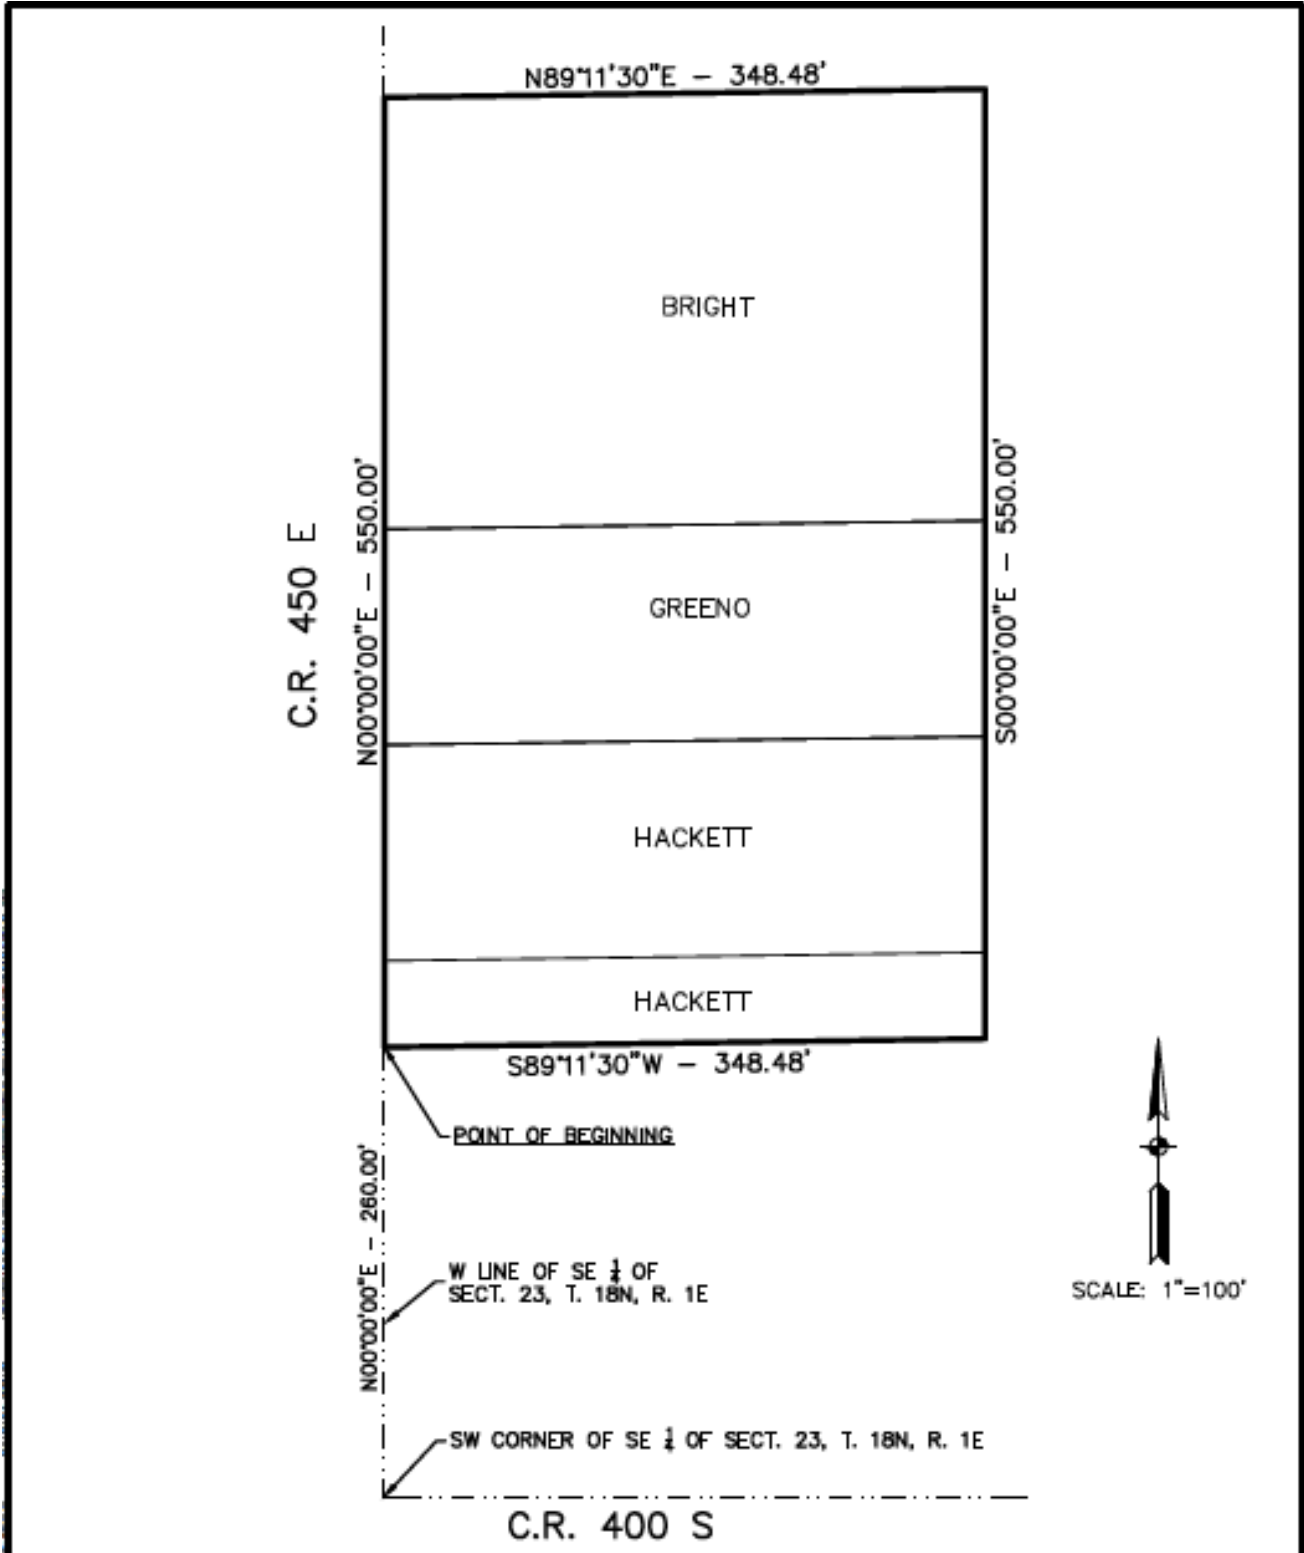 N89°11'30"E - 348.48'
BRIGHT
C.R. 450 E
N00°00'00"E - 550.00'
S00°00'00"E - 550.00'
GREENO
HACKETT
HACKETT
S89°11'30"W - 348.48'
POINT OF BEGINNING
N00°00'00"E - 260.00'
W LINE OF SE 1/4 OF
SECT. 23, T. 18N, R. 1E
SCALE: 1"=100'
SW CORNER OF SE 1/4 OF SECT. 23, T. 18N, R. 1E
C.R. 400 S